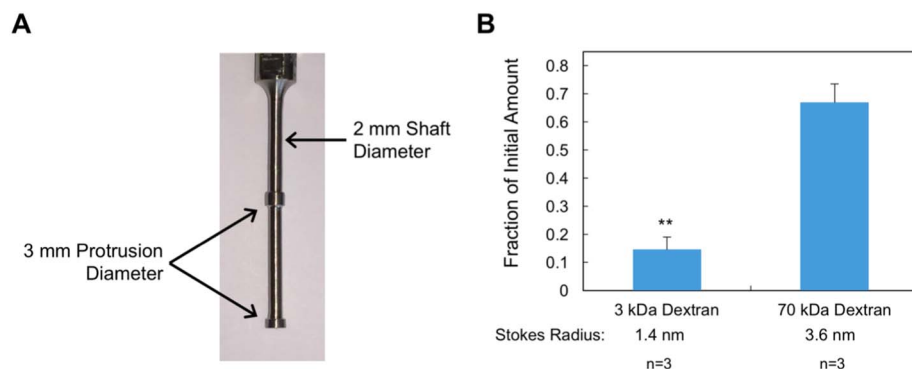 A
2 mm Shaft
Diameter
3 mm Protrusion
Diameter
B
Fraction of Initial Amount
0.8
0.7
0.6
0.5
0.4
0.3
0.2
0.1
0
**
3 kDa Dextran 70 kDa Dextran
Stokes Radius: 1.4 nm 3.6 nm
n=3 n=3